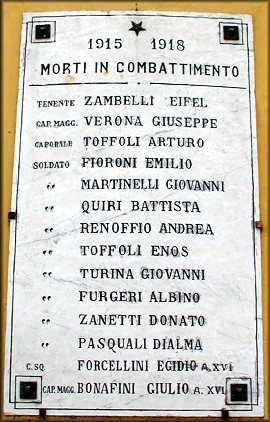 1915 1918
MORTI IN COMBATTIMENTO
TENENTE ZAMBELLI EIFEL
CAP. MAGG. VERONA GIUSEPPE
CAPORALE TOFFOLI ARTURO
SOLDATO FIORONI EMILIO
" MARTINELLI GIOVANNI
" QUIRI BATTISTA
" RENOFFIO ANDREA
" TOFFOLI ENOS
" TURINA GIOVANNI
" FURGERI ALBINO
" ZANETTI DONATO
" PASQUALI DIALMA
C. SQ. FORCELLINI EGIDIO A. XVI
CAP. MAGG. BONAFINI GIULIO A. XVI